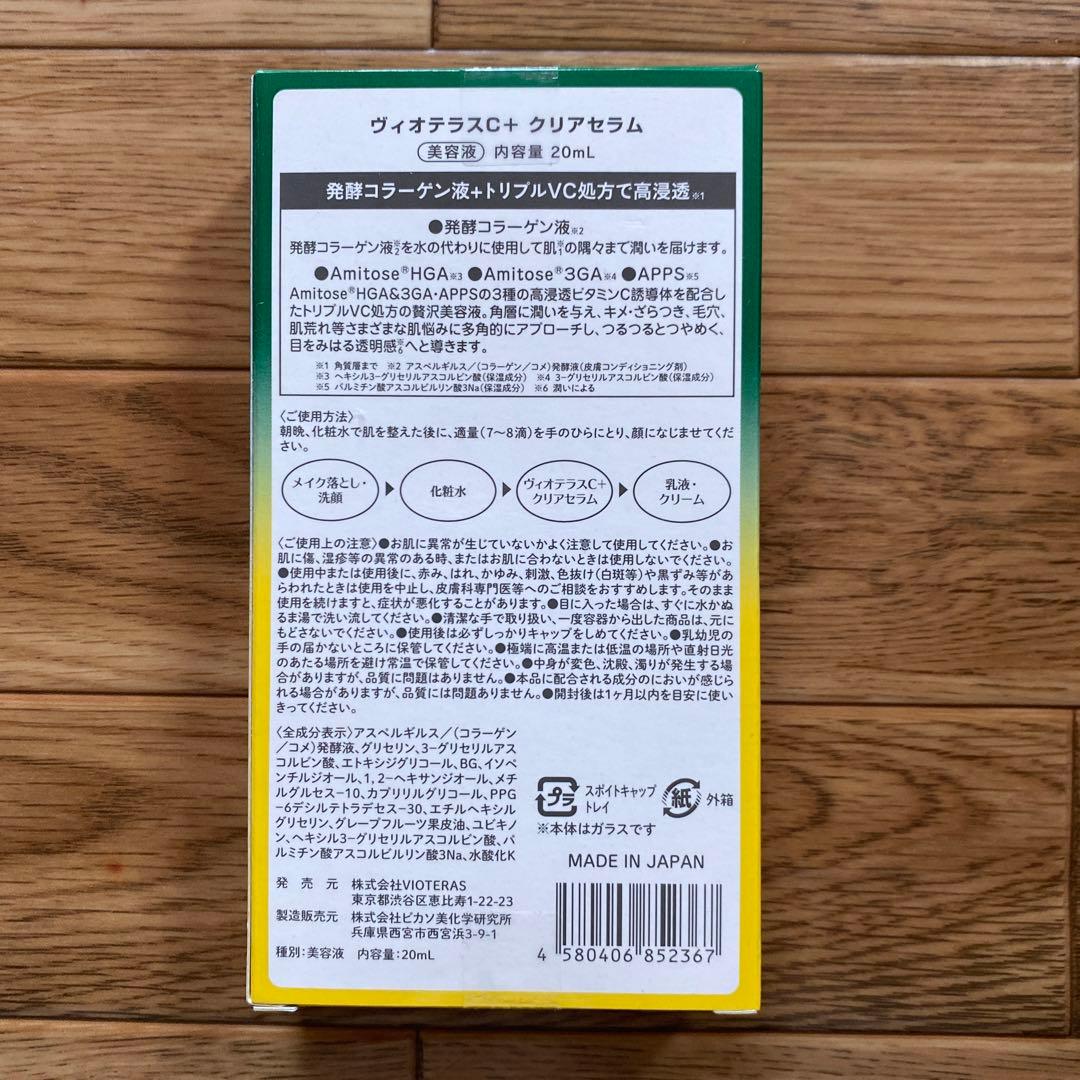 ヴィオテラスC+ クリアセラム
美容液 内容量 20mL
発酵コラーゲン液+トリプルVC処方で高浸透※1
●発酵コラーゲン液※2
発酵コラーゲン液※2を水の代わりに使用して肌※1の隅々まで潤いを届けます。
●Amitose®HGA※3 ●Amitose®3GA※4 ●APPS※5
Amitose®HGA&3GA・APPSの3種の高浸透ビタミンC誘導体を配合し
たトリプルVC処方の贅沢美容液。角層に潤いを与え、キメ・ざらつき、毛穴、
肌荒れ等さまざまな肌悩みに多角的にアプローチし、つるつるとつやめく、
目をみはる透明感※6へと導きます。
※1 角質層まで ※2 アスペルギルス/(コラーゲン/コメ)発酵液(皮膚コンディショニング剤)
※3 ヘキシル3-グリセリルアスコルビン酸(保湿成分) ※4 3-グリセリルアスコルビン酸(保湿成分)
※5 パルミチン酸アスコルビルリン酸3Na(保湿成分) ※6 潤いによる
〈ご使用方法〉
朝晩、化粧水で肌を整えた後に、適量(7〜8滴)を手のひらにとり、顔になじませてくだ
さい。
メイク落とし・
洗顔
化粧水
ヴィオテラスC+
クリアセラム
乳液・
クリーム
〈ご使用上の注意〉●お肌に異常が生じていないかよく注意して使用してください。●お
肌に傷、湿疹等の異常のある時、またはお肌に合わないときは使用しないでください。
●使用中または使用後に、赤み、はれ、かゆみ、刺激、色抜け(白斑等)や黒ずみ等があ
らわれたときは使用を中止し、皮膚科専門医等へのご相談をおすすめします。そのまま
使用を続けますと、症状が悪化することがあります。●目に入った場合は、すぐに水かぬ
るま湯で洗い流してください。●清潔な手で取り扱い、一度容器から出した商品は、元に
もどさないでください。●使用後は必ずしっかりキャップをしめてください。●乳幼児の
手の届かないところに保管してください。●極端に高温または低温の場所や直射日光
のあたる場所を避け常温で保管してください。●中身が変色、沈殿、濁りが発生する場
合がありますが、品質に問題はありません。●本品に配合される成分のにおいが感じら
れる場合がありますが、品質には問題ありません。●開封後は1ヶ月以内を目安に使い
きってください。
〈全成分表示〉アスペルギルス/(コラーゲン
/コメ)発酵液、グリセリン、3-グリセリルアス
コルビン酸、エトキシジグリコール、BG、イソペ
ンチルジオール、1,2-ヘキサンジオール、メチ
ルグルセス-10、カプリリルグリコール、PPG
-6デシルテトラデセス-30、エチルヘキシル
グリセリン、グレープフルーツ果皮油、ユビキノ
ン、ヘキシル3-グリセリルアスコルビン酸、パ
ルミチン酸アスコルビルリン酸3Na、水酸化K
プラ
スポイトキャップ
トレイ
紙
外箱
※本体はガラスです
MADE IN JAPAN
発売元 株式会社VIOTERAS
東京都渋谷区恵比寿1-22-23
製造販売元 株式会社ピカソ美化学研究所
兵庫県西宮市西宮浜3-9-1
種別:美容液 内容量:20mL
4 580406 852367